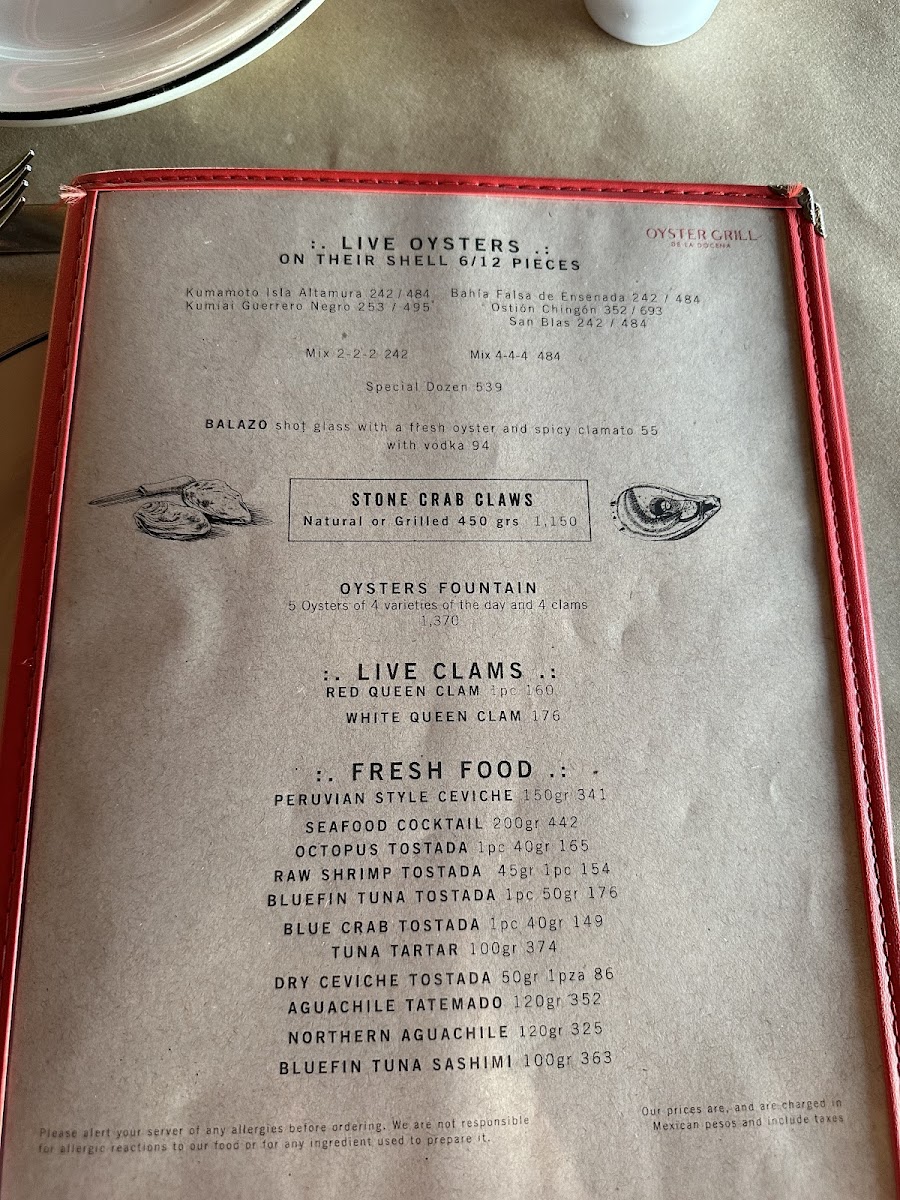 OYSTER GRILL
DE LA DOCENA
:. LIVE OYSTERS .:
ON THEIR SHELL 6/12 PIECES
Kumamoto Isla Altamura 242 / 484 Bahía Falsa de Ensenada 242 / 484
Kumiai Guerrero Negro 253 / 495 Ostión Chingón 352 / 693
San Blas 242 / 484
Mix 2-2-2 242 Mix 4-4-4 484
Special Dozen 539
BALAZO shot glass with a fresh oyster and spicy clamato 55
with vodka 94
STONE CRAB CLAWS
Natural or Grilled 450 grs 1,150
OYSTERS FOUNTAIN
5 Oysters of 4 varieties of the day and 4 clams
1,370
:. LIVE CLAMS .:
RED QUEEN CLAM 1pc 160
WHITE QUEEN CLAM 176
:. FRESH FOOD .:
PERUVIAN STYLE CEVICHE 150gr 341
SEAFOOD COCKTAIL 200gr 442
OCTOPUS TOSTADA 1pc 40gr 165
RAW SHRIMP TOSTADA 45gr 1pc 154
BLUEFIN TUNA TOSTADA 1pc 50gr 176
BLUE CRAB TOSTADA 1pc 40gr 149
TUNA TARTAR 100gr 374
DRY CEVICHE TOSTADA 50gr 1pza 86
AGUACHILE TATEMADO 120gr 352
NORTHERN AGUACHILE 120gr 325
BLUEFIN TUNA SASHIMI 100gr 363
Please alert your server of any allergies before ordering. We are not responsible
for allergic reactions to our food or for any ingredient used to prepare it.
Our prices are, and are charged in
Mexican pesos and include taxes